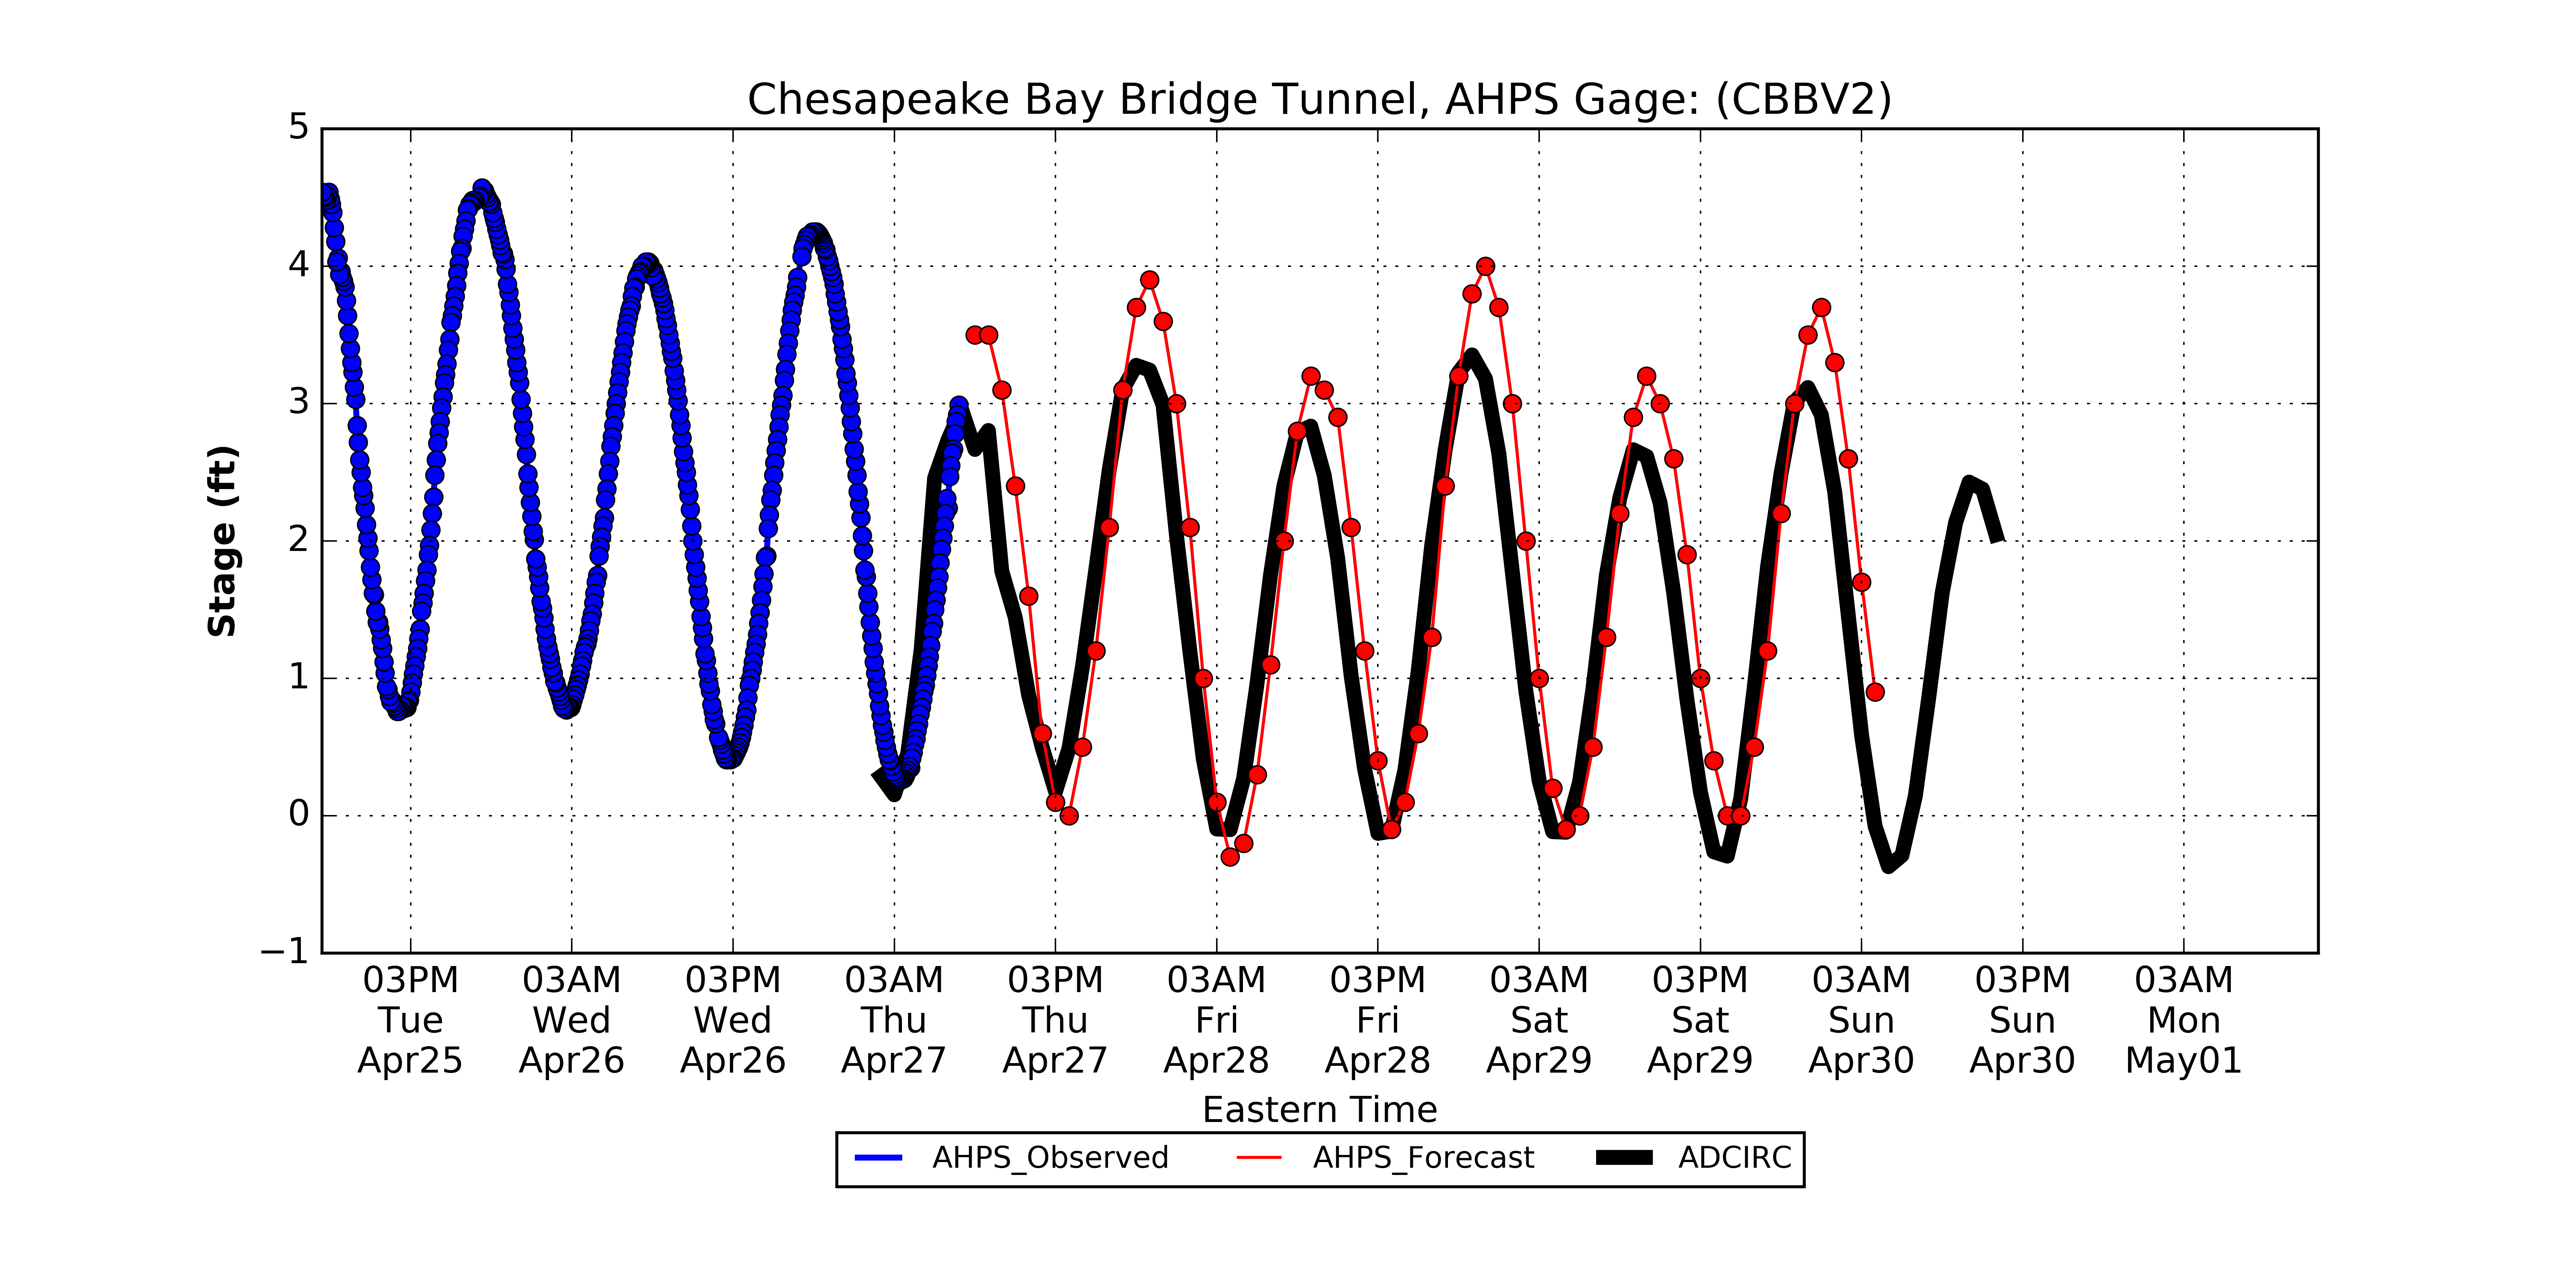 Chesapeake Bay Bridge Tunnel, AHPS Gage: (CBBV2)
5
4
3
2
1
0
−1
Stage (ft)
03PM 03AM 03PM 03AM 03PM 03AM 03PM 03AM 03PM 03AM 03PM 03AM
Tue Wed Wed Thu Thu Fri Fri Sat Sat Sun Sun Mon
Apr25 Apr26 Apr26 Apr27 Apr27 Apr28 Apr28 Apr29 Apr29 Apr30 Apr30 May01
Eastern Time
AHPS_Observed AHPS_Forecast ADCIRC